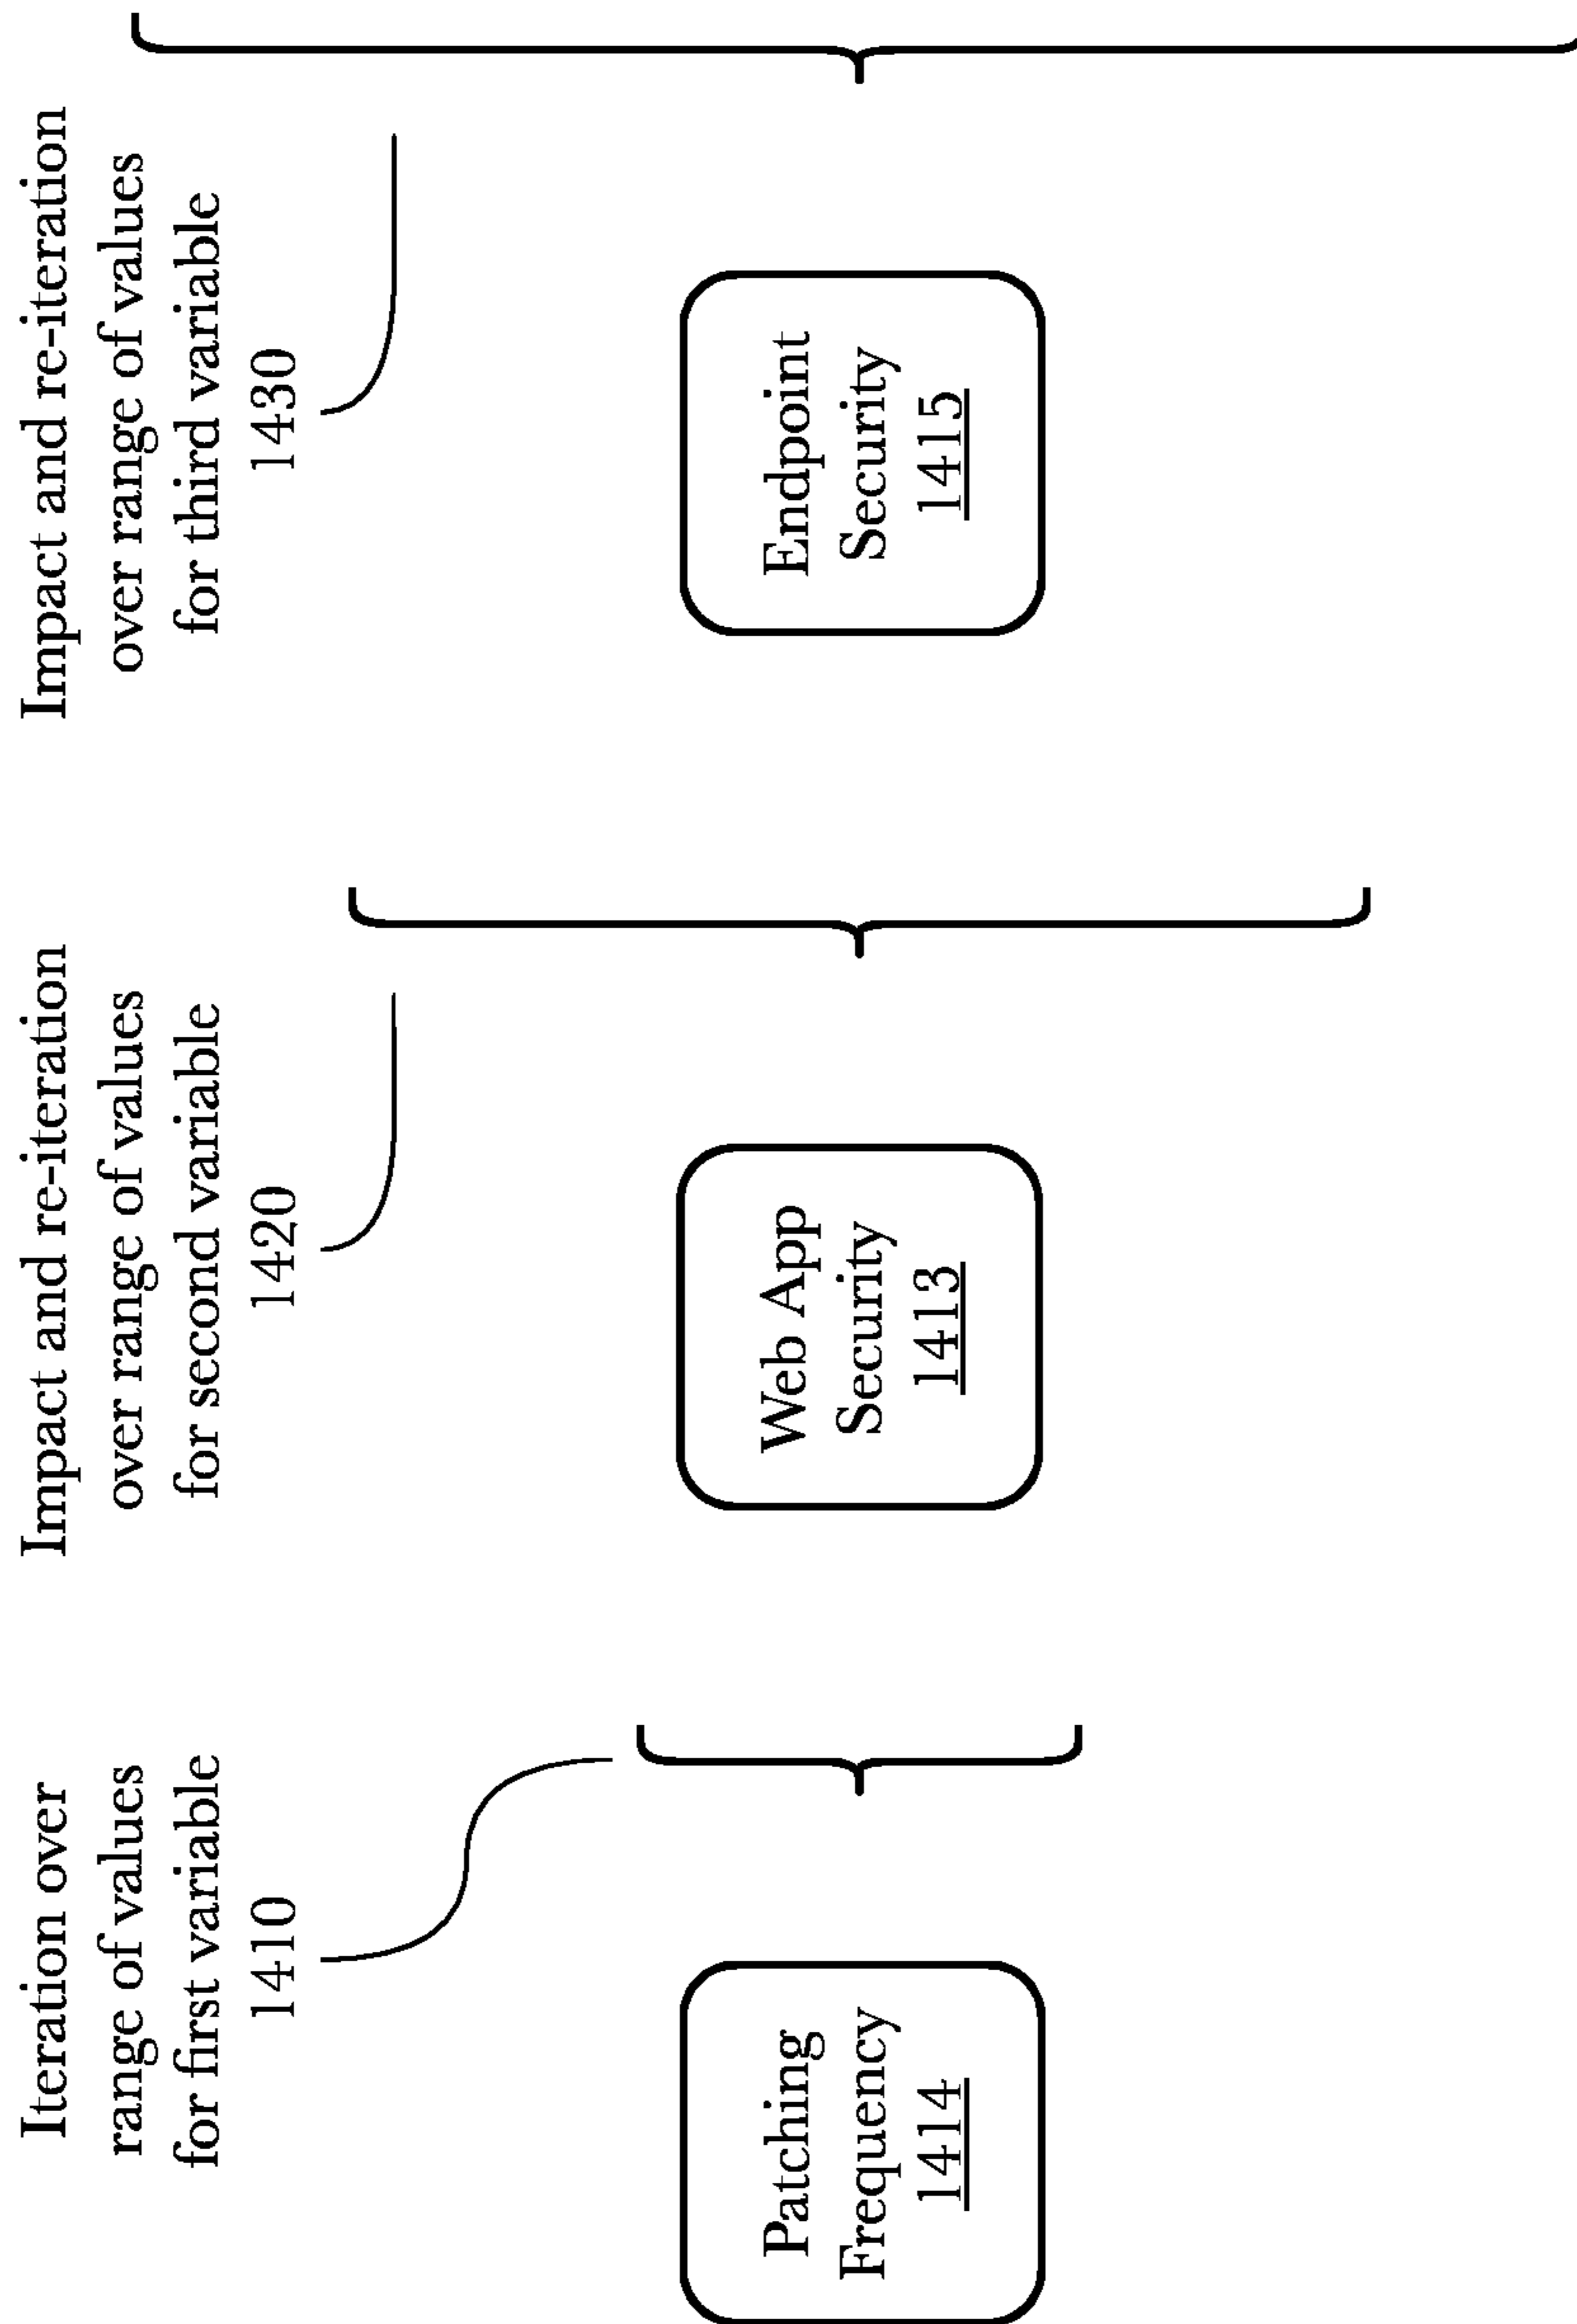 Iteration over
range of values
for first variable
1410
Impact and re-iteration
over range of values
for second variable
1420
Impact and re-iteration
over range of values
for third variable
1430
Patching
Frequency
1414
Web App
Security
1413
Endpoint
Security
1415